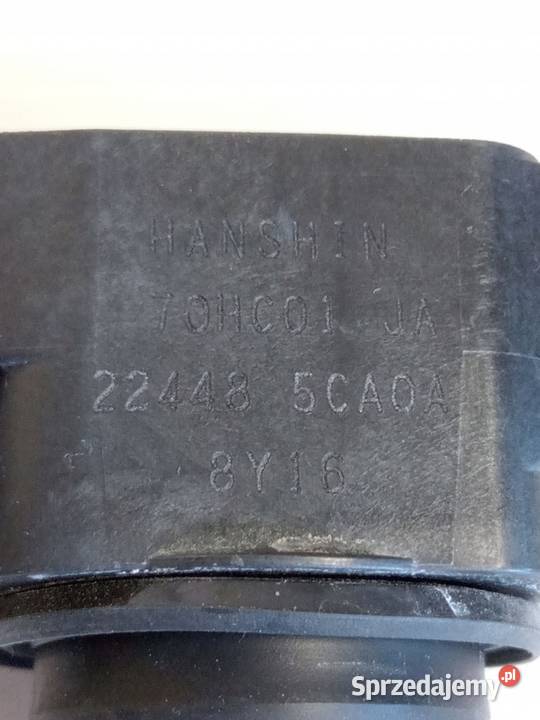 HANSHIN
70HC01 JA
22448 5CA0A
8Y16
Sprzedajemy.pl